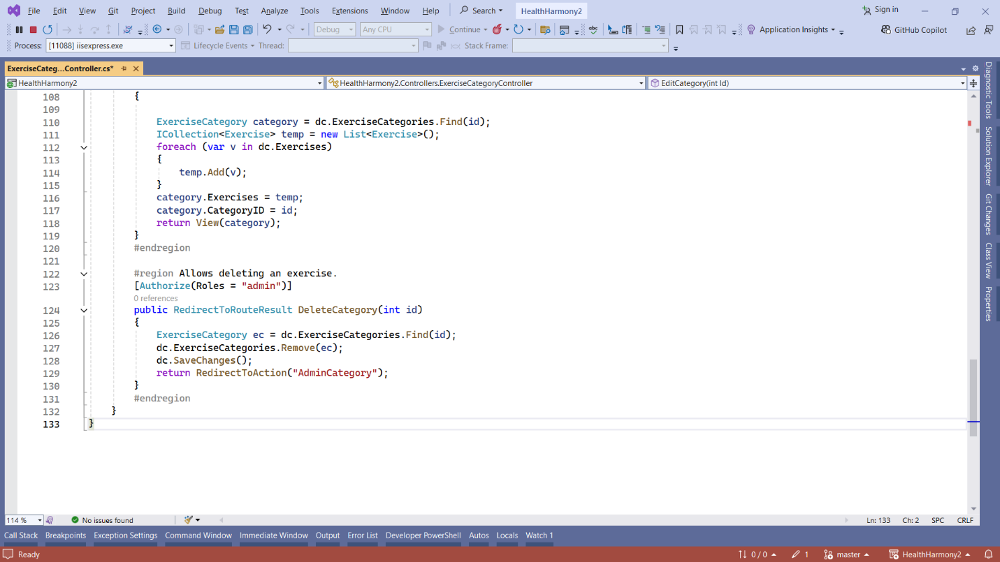 File Edit View Git Project Build Debug Test Analyze Tools Extensions Window Help Search HealthHarmony2 Sign in
Debug Any CPU Continue Application Insights GitHub Copilot
Process: [11088] iisexpress.exe Lifecycle Events Thread: Stack Frame:
ExerciseCateg...Controller.cs*
HealthHarmony2 HealthHarmony2.Controllers.ExerciseCategoryController EditCategory(int Id)
108 {
109
110 ExerciseCategory category = dc.ExerciseCategories.Find(id);
111 ICollection<Exercise> temp = new List<Exercise>();
112 foreach (var v in dc.Exercises)
113 {
114 temp.Add(v);
115 }
116 category.Exercises = temp;
117 category.CategoryID = id;
118 return View(category);
119 }
120 #endregion
121
122 #region Allows deleting an exercise.
123 [Authorize(Roles = "admin")]
0 references
124 public RedirectToRouteResult DeleteCategory(int id)
125 {
126 ExerciseCategory ec = dc.ExerciseCategories.Find(id);
127 dc.ExerciseCategories.Remove(ec);
128 dc.SaveChanges();
129 return RedirectToAction("AdminCategory");
130 }
131 #endregion
132 }
133 }
Diagnostic Tools
Solution Explorer
Git Changes
Class View
Properties
114 % No issues found Ln: 133 Ch: 2 SPC CRLF
Call Stack Breakpoints Exception Settings Command Window Immediate Window Output Error List Developer PowerShell Autos Locals Watch 1
Ready 0 / 0 1 master HealthHarmony2